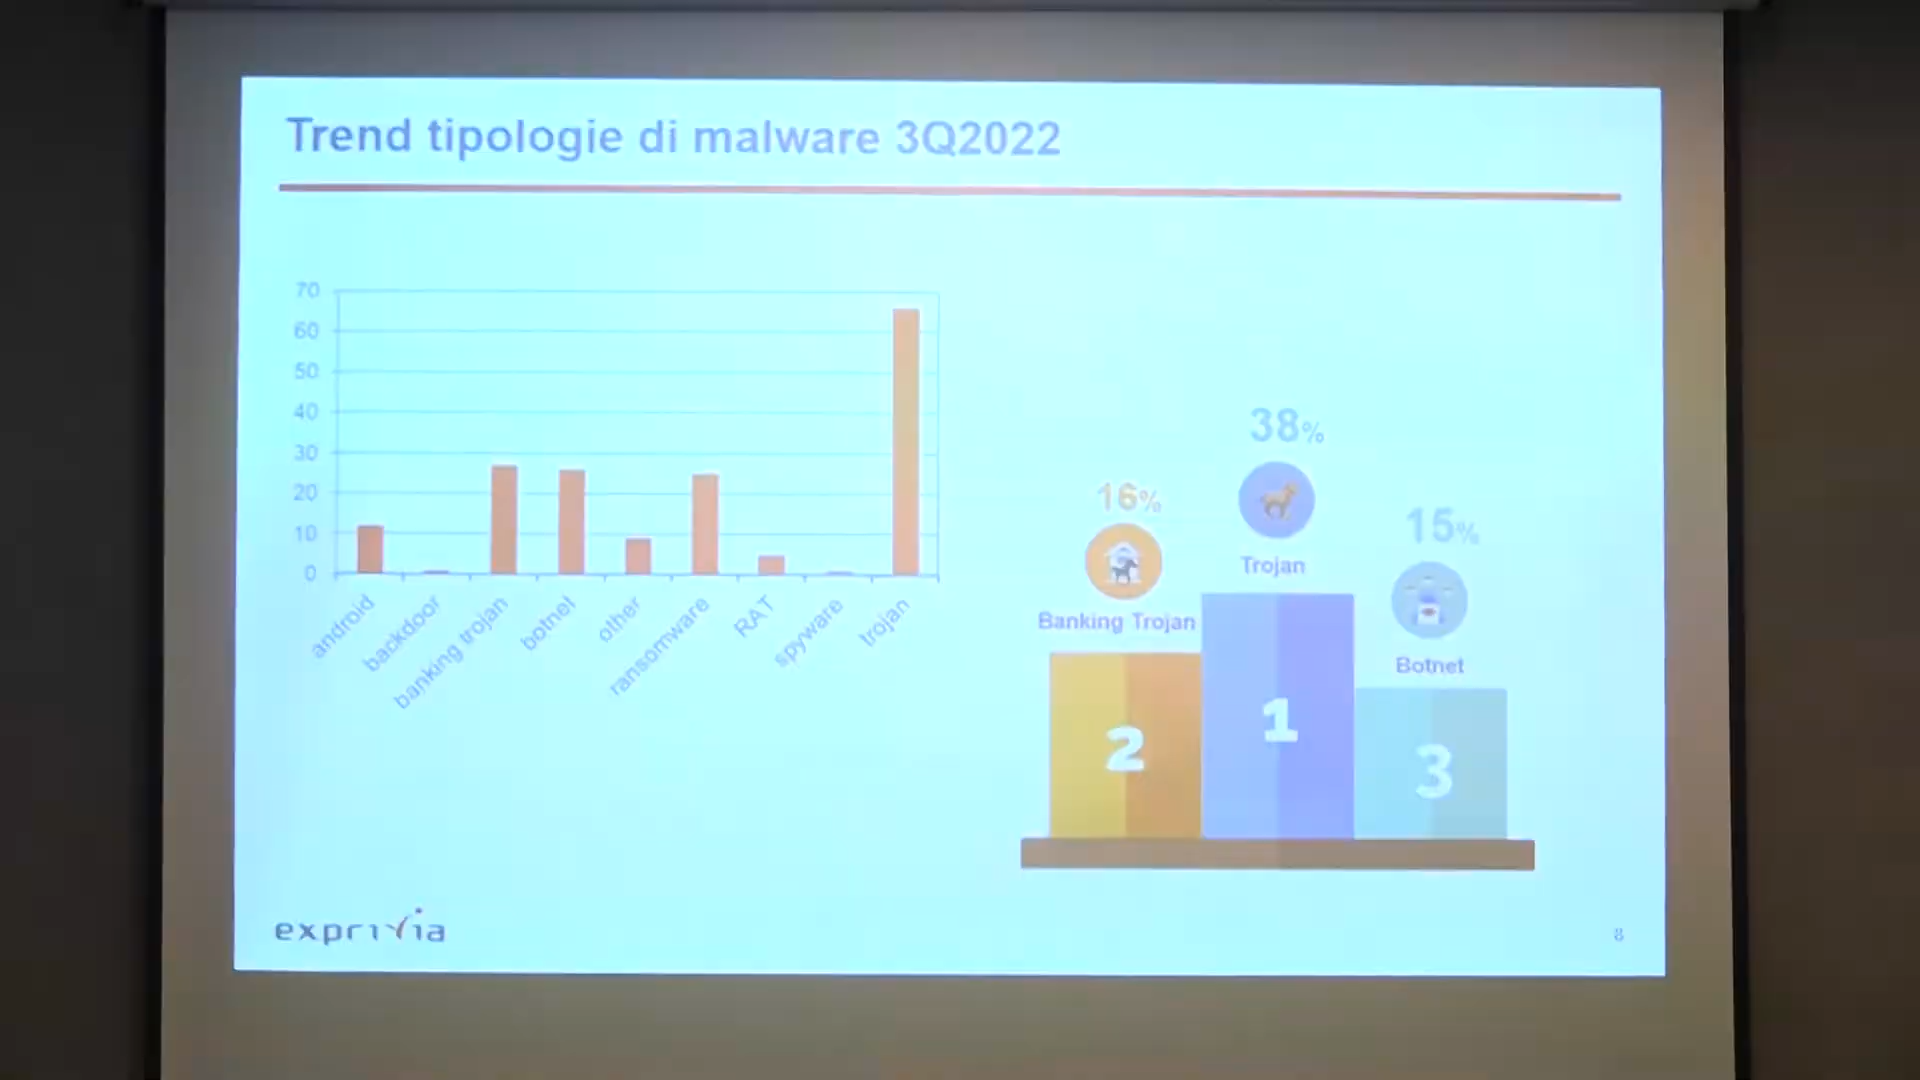 Trend tipologie di malware 3Q2022
70
60
50
40
30
20
10
0
android
backdoor
banking trojan
botnet
other
ransomware
RAT
spyware
trojan
38%
16%
15%
Trojan
Banking Trojan
Botnet
1
2
3
exprivia
8